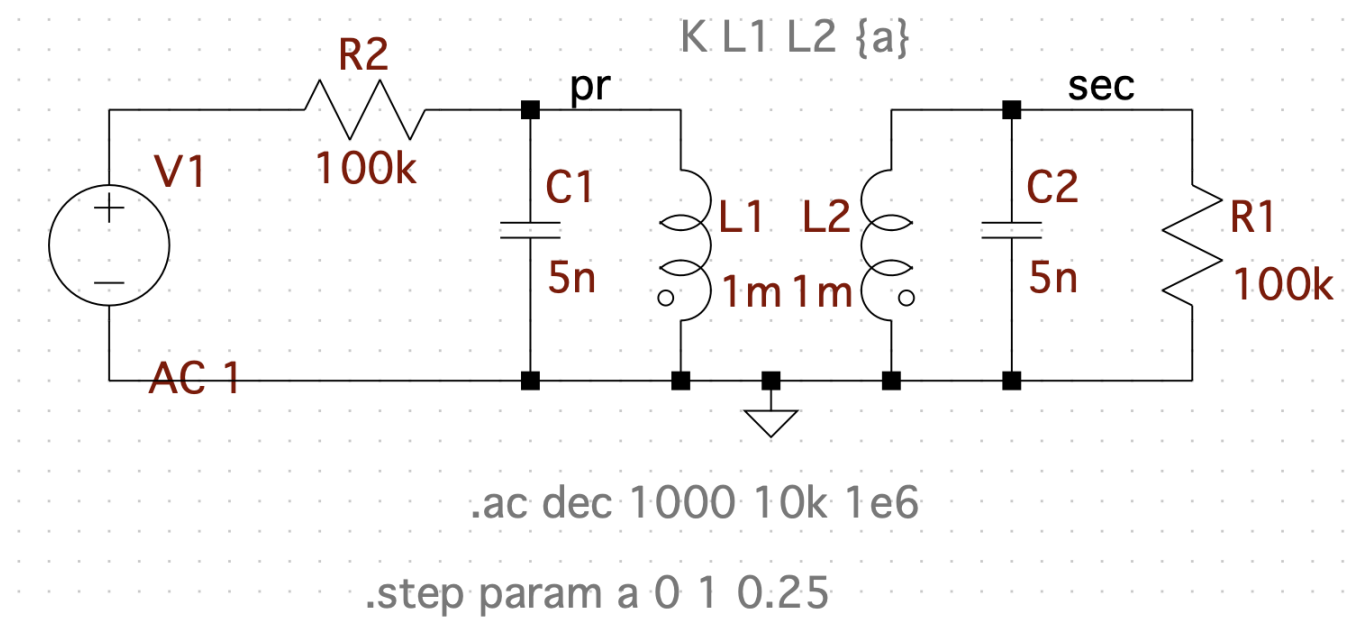 K L1 L2 {a}
R2
pr
sec
V1
100k
C1
C2
L1
L2
R1
5n
1m
1m
5n
100k
AC 1
.ac dec 1000 10k 1e6
.step param a 0 1 0.25